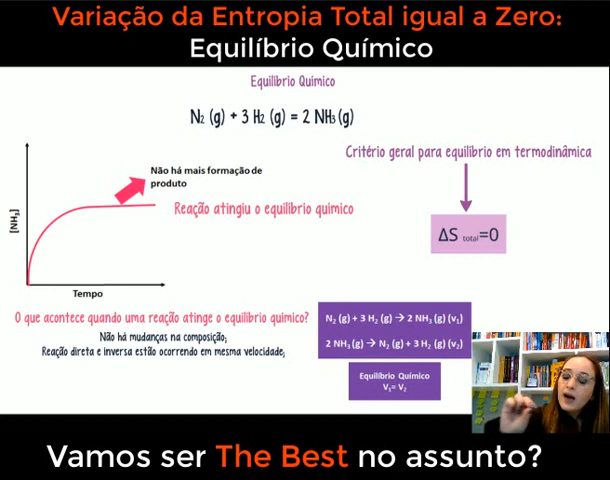 Variação da Entropia Total igual a Zero:
Equilíbrio Químico
Equilíbrio Químico
N₂ (g) + 3 H₂ (g) = 2 NH₃ (g)
Critério geral para equilíbrio em termodinâmica
Não há mais formação de
produto
Reação atingiu o equilíbrio químico
[NH₃]
ΔS total=0
Tempo
O que acontece quando uma reação atinge o equilíbrio químico?
Não há mudanças na composição;
Reação direta e inversa estão ocorrendo em mesma velocidade;
N₂ (g) + 3 H₂ (g) → 2 NH₃ (g) (v₁)
2 NH₃ (g) → N₂ (g) + 3 H₂ (g) (v₂)
Equilíbrio Químico
V₁= V₂
Vamos ser The Best no assunto?